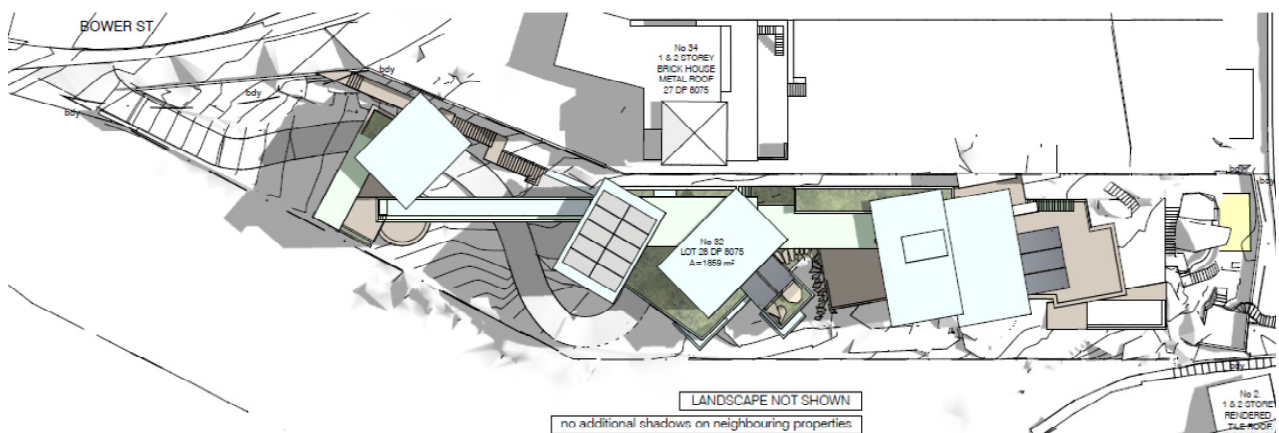 BOWER ST
bdy
bdy
No 34
1 & 2 STOREY
BRICK HOUSE
METAL ROOF
27 DP 8075
bdy
No 32
LOT 28 DP 8075
A=1859 m²
bdy
LANDSCAPE NOT SHOWN
no additional shadows on neighbouring properties
No 2
1 & 2 STOREY
RENDERED
TILE ROOF